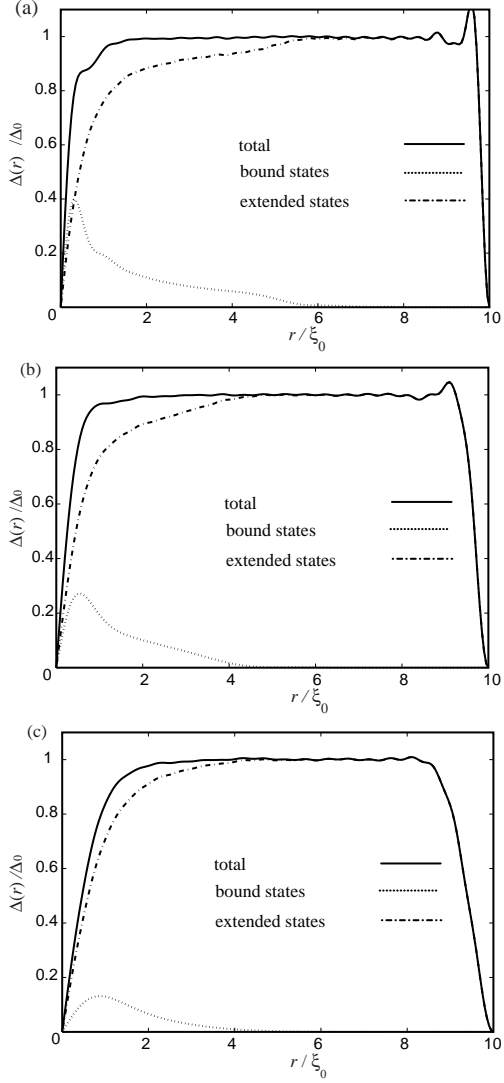 (a)
1
0.8
0.6
0.4
0.2
0
2
4
6
8
10
Δ(r) /Δ0
r / ξ0
total
bound states
extended states
(b)
1
0.8
0.6
0.4
0.2
0
2
4
6
8
10
Δ(r) /Δ0
r / ξ0
total
bound states
extended states
(c)
1
0.8
0.6
0.4
0.2
0
2
4
6
8
10
Δ(r) /Δ0
r / ξ0
total
bound states
extended states